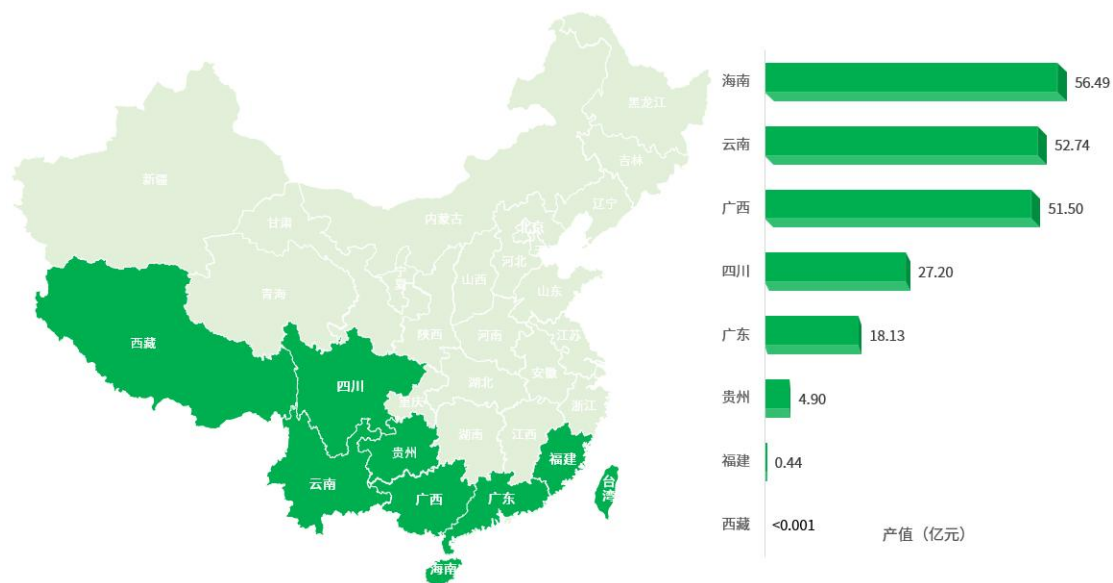 黑龙江
吉林
辽宁
新疆
甘肃
内蒙古
北京
河北
山西
宁夏
青海
山东
陕西
河南
江苏
西藏
安徽
四川
湖北
重庆
浙江
湖南
江西
贵州
福建
云南
广西
广东
台湾
海南
海南 56.49
云南 52.74
广西 51.50
四川 27.20
广东 18.13
贵州 4.90
福建 0.44
西藏 <0.001
产值（亿元）